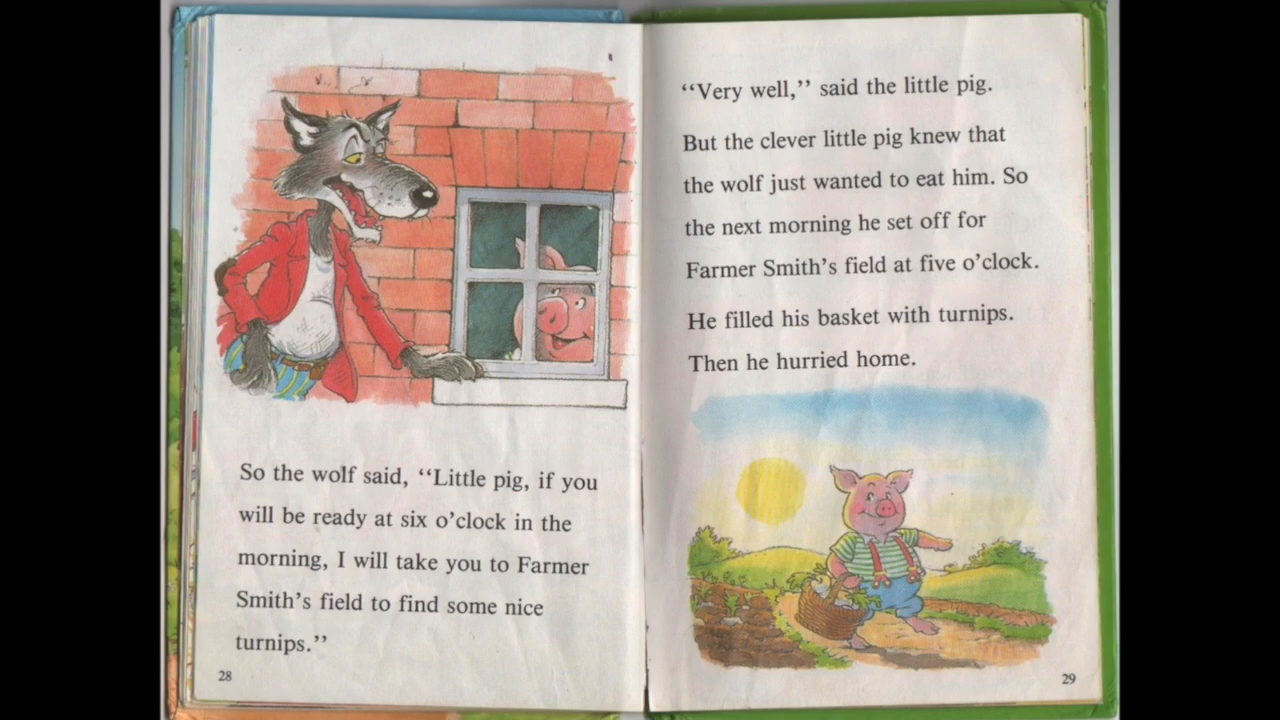 So the wolf said, “Little pig, if you
will be ready at six o’clock in the
morning, I will take you to Farmer
Smith’s field to find some nice
turnips.”
28
“Very well,” said the little pig.
But the clever little pig knew that
the wolf just wanted to eat him. So
the next morning he set off for
Farmer Smith’s field at five o’clock.
He filled his basket with turnips.
Then he hurried home.
29